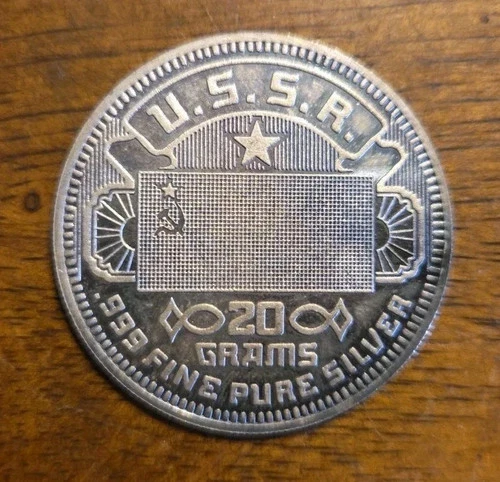 U.S.S.R.
20
GRAMS
.999 FINE PURE SILVER